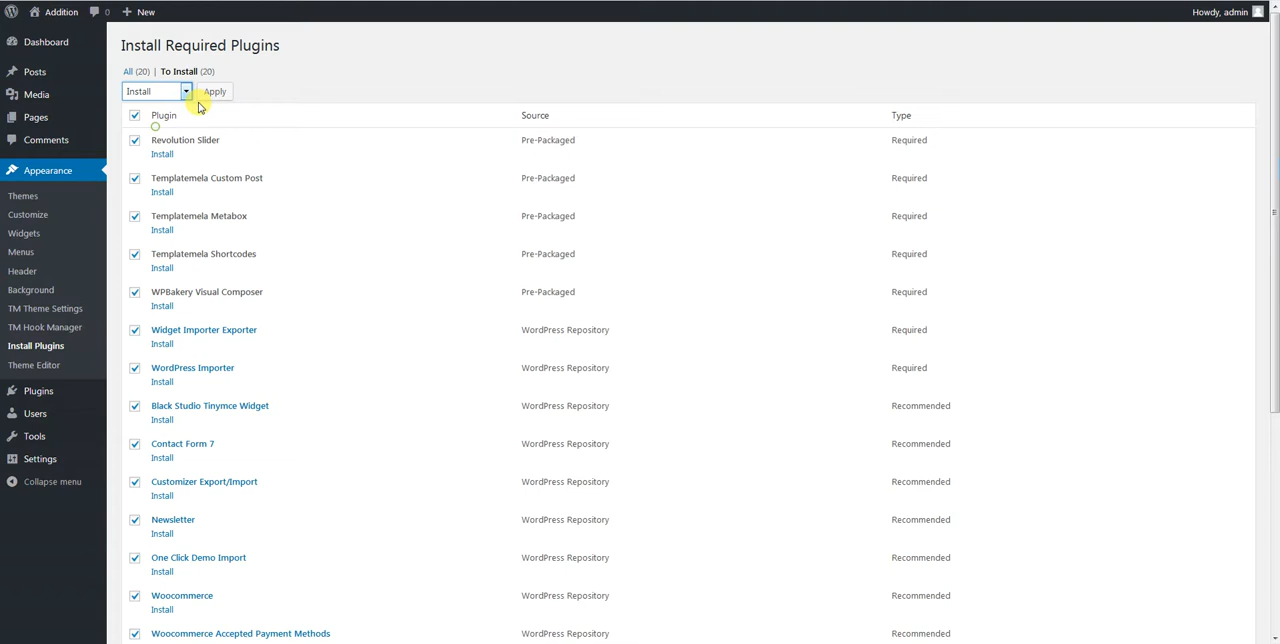 Addition 0 New Howdy, admin
Dashboard
Posts
Media
Pages
Comments
Appearance
Themes
Customize
Widgets
Menus
Header
Background
TM Theme Settings
TM Hook Manager
Install Plugins
Theme Editor
Plugins
Users
Tools
Settings
Collapse menu
Install Required Plugins
All (20) | To Install (20)
Install Apply
Plugin Source Type
Revolution Slider Pre-Packaged Required
Install
Templatemela Custom Post Pre-Packaged Required
Install
Templatemela Metabox Pre-Packaged Required
Install
Templatemela Shortcodes Pre-Packaged Required
Install
WPBakery Visual Composer Pre-Packaged Required
Install
Widget Importer Exporter WordPress Repository Required
Install
WordPress Importer WordPress Repository Required
Install
Black Studio Tinymce Widget WordPress Repository Recommended
Install
Contact Form 7 WordPress Repository Recommended
Install
Customizer Export/Import WordPress Repository Recommended
Install
Newsletter WordPress Repository Recommended
Install
One Click Demo Import WordPress Repository Recommended
Install
Woocommerce WordPress Repository Recommended
Install
Woocommerce Accepted Payment Methods WordPress Repository Recommended